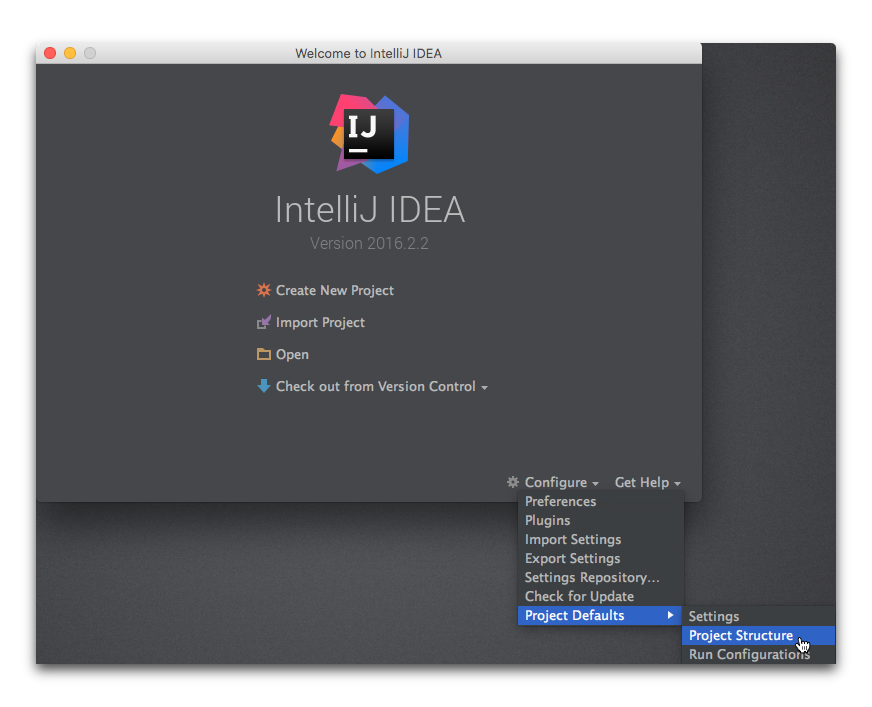 Welcome to IntelliJ IDEA
IJ
IntelliJ IDEA
Version 2016.2.2
Create New Project
Import Project
Open
Check out from Version Control
Configure Get Help
Preferences
Plugins
Import Settings
Export Settings
Settings Repository...
Check for Update
Project Defaults
Settings
Project Structure
Run Configurations